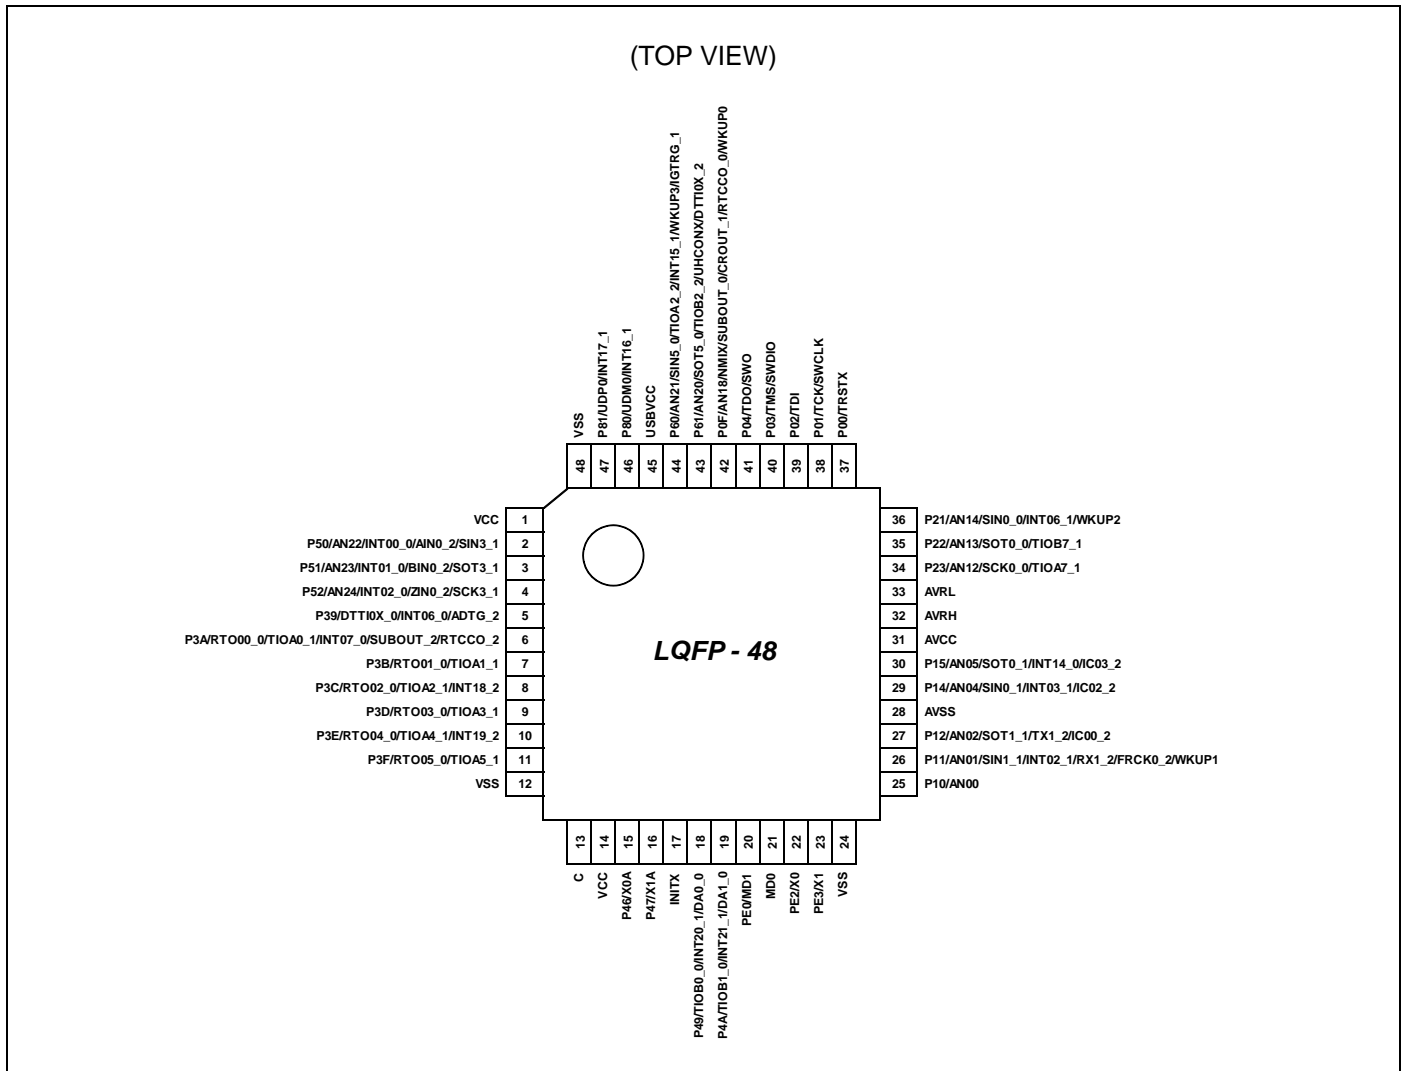 (TOP VIEW)
VSS
P81/UDP0/INT17_1
P80/UDM0/INT16_1
USBVCC
P60/AN21/SIN5_0/TIOA2_2/INT15_1/WKUP3/IGTRG_1
P61/AN20/SOT5_0/TIOB2_2/UHCONX/DTTI0X_2
P0F/AN18/NMIX/SUBOUT_0/CROUT_1/RTCCO_0/WKUP0
P04/TDO/SWO
P03/TMS/SWDIO
P02/TDI
P01/TCK/SWCLK
P00/TRSTX
48
47
46
45
44
43
42
41
40
39
38
37
VCC 1
P50/AN22/INT00_0/AIN0_2/SIN3_1 2
P51/AN23/INT01_0/BIN0_2/SOT3_1 3
P52/AN24/INT02_0/ZIN0_2/SCK3_1 4
P39/DTTI0X_0/INT06_0/ADTG_2 5
P3A/RTO00_0/TIOA0_1/INT07_0/SUBOUT_2/RTCCO_2 6
P3B/RTO01_0/TIOA1_1 7
P3C/RTO02_0/TIOA2_1/INT18_2 8
P3D/RTO03_0/TIOA3_1 9
P3E/RTO04_0/TIOA4_1/INT19_2 10
P3F/RTO05_0/TIOA5_1 11
VSS 12
LQFP - 48
36 P21/AN14/SIN0_0/INT06_1/WKUP2
35 P22/AN13/SOT0_0/TIOB7_1
34 P23/AN12/SCK0_0/TIOA7_1
33 AVRL
32 AVRH
31 AVCC
30 P15/AN05/SOT0_1/INT14_0/IC03_2
29 P14/AN04/SIN0_1/INT03_1/IC02_2
28 AVSS
27 P12/AN02/SOT1_1/TX1_2/IC00_2
26 P11/AN01/SIN1_1/INT02_1/RX1_2/FRCK0_2/WKUP1
25 P10/AN00
13
14
15
16
17
18
19
20
21
22
23
24
C
VCC
P46/X0A
P47/X1A
INITX
P49/TIOB0_0/INT20_1/DA0_0
P4A/TIOB1_0/INT21_1/DA1_0
PE0/MD1
MD0
PE2/X0
PE3/X1
VSS